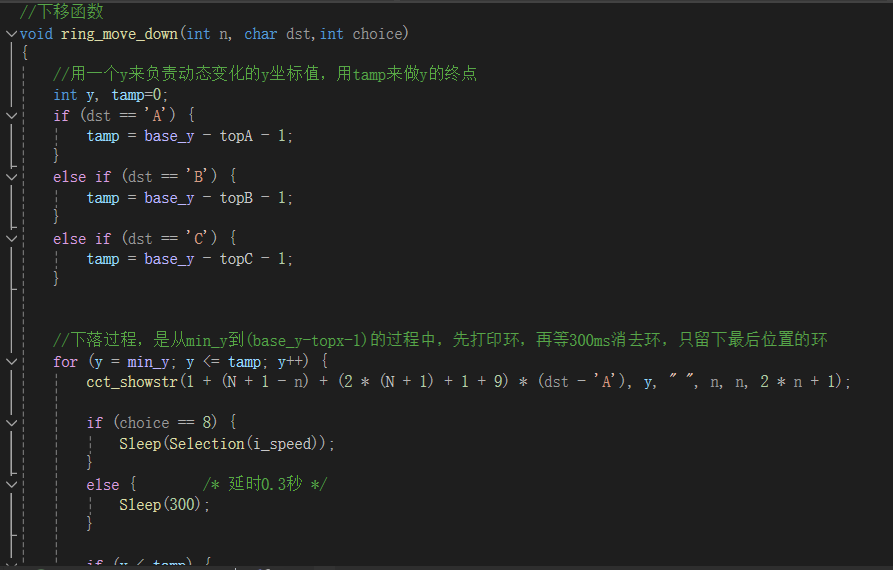 //下移函数
void ring_move_down(int n, char dst,int choice)
{
//用一个y来负责动态变化的y坐标值，用tamp来做y的终点
int y, tamp=0;
if (dst == 'A') {
tamp = base_y - topA - 1;
}
else if (dst == 'B') {
tamp = base_y - topB - 1;
}
else if (dst == 'C') {
tamp = base_y - topC - 1;
}
//下落过程，是从min_y到(base_y-topx-1)的过程中，先打印环，再等300ms消去环，只留下最后位置的环
for (y = min_y; y <= tamp; y++) {
cct_showstr(1 + (N + 1 - n) + (2 * (N + 1) + 1 + 9) * (dst - 'A'), y, " ", n, n, 2 * n + 1);
if (choice == 8) {
Sleep(Selection(i_speed));
}
else { /* 延时0.3秒 */
Sleep(300);
}
if (y < tamp) {